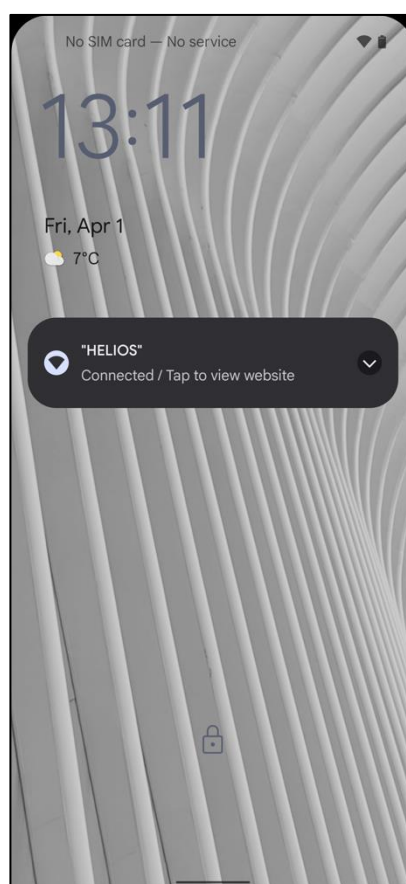 No SIM card — No service
13:11
Fri, Apr 1
7°C
"HELIOS"
Connected / Tap to view website